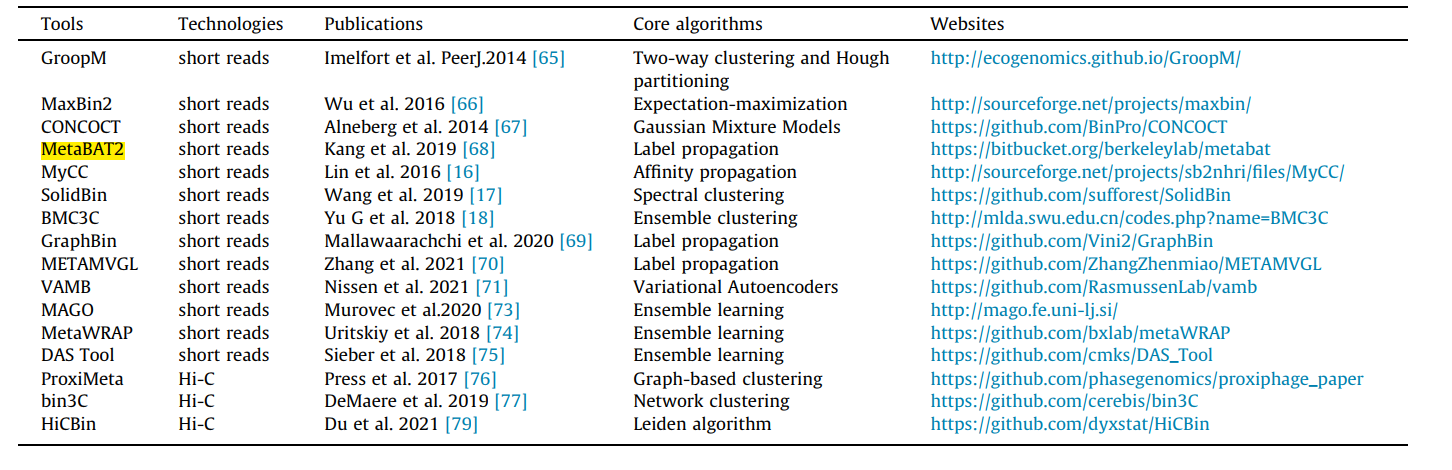 Tools Technologies Publications Core algorithms Websites
GroopM short reads Imelfort et al. PeerJ.2014 [65] Two-way clustering and Hough http://ecogenomics.github.io/GroopM/
partitioning
MaxBin2 short reads Wu et al. 2016 [66] Expectation-maximization http://sourceforge.net/projects/maxbin/
CONCOCT short reads Alneberg et al. 2014 [67] Gaussian Mixture Models https://github.com/BinPro/CONCOCT
MetaBAT2 short reads Kang et al. 2019 [68] Label propagation https://bitbucket.org/berkeleylab/metabat
MyCC short reads Lin et al. 2016 [16] Affinity propagation http://sourceforge.net/projects/sb2nhri/files/MyCC/
SolidBin short reads Wang et al. 2019 [17] Spectral clustering https://github.com/sufforest/SolidBin
BMC3C short reads Yu G et al. 2018 [18] Ensemble clustering http://mlda.swu.edu.cn/codes.php?name=BMC3C
GraphBin short reads Mallawaarachchi et al. 2020 [69] Label propagation https://github.com/Vini2/GraphBin
METAMVGL short reads Zhang et al. 2021 [70] Label propagation https://github.com/ZhangZhenmiao/METAMVGL
VAMB short reads Nissen et al. 2021 [71] Variational Autoencoders https://github.com/RasmussenLab/vamb
MAGO short reads Murovec et al.2020 [73] Ensemble learning http://mago.fe.uni-lj.si/
MetaWRAP short reads Uritskiy et al. 2018 [74] Ensemble learning https://github.com/bxlab/metaWRAP
DAS Tool short reads Sieber et al. 2018 [75] Ensemble learning https://github.com/cmks/DAS_Tool
ProxiMeta Hi-C Press et al. 2017 [76] Graph-based clustering https://github.com/phasegenomics/proxiphage_paper
bin3C Hi-C DeMaere et al. 2019 [77] Network clustering https://github.com/cerebis/bin3C
HiCBin Hi-C Du et al. 2021 [79] Leiden algorithm https://github.com/dyxstat/HiCBin